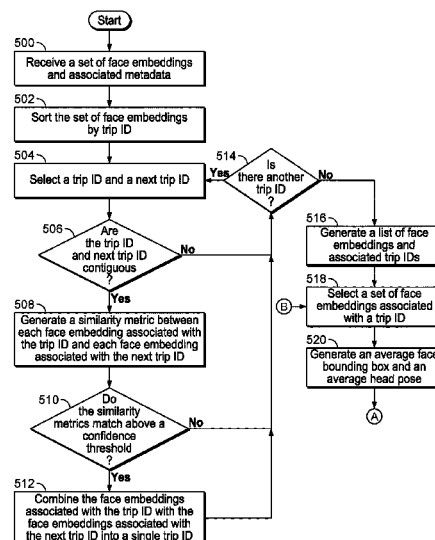 Start
500
Receive a set of face embeddings
and associated metadata
502
Sort the set of face embeddings
by trip ID
504
Select a trip ID and a next trip ID
506
Are
the trip ID
and next trip ID
contiguous
?
No
Yes
508
Generate a similarity metric between
each face embedding associated with
the trip ID and each face embedding
associated with the next trip ID
510
Do
the similarity
metrics match above a
confidence
threshold
?
No
Yes
512
Combine the face embeddings
associated with the trip ID with the
face embeddings associated with
the next trip ID into a single trip ID
514
Is
there another
trip ID
?
Yes
No
516
Generate a list of face
embeddings and
associated trip IDs
518
B
Select a set of face
embeddings associated
with a trip ID
520
Generate an average face
bounding box and an
average head pose
A